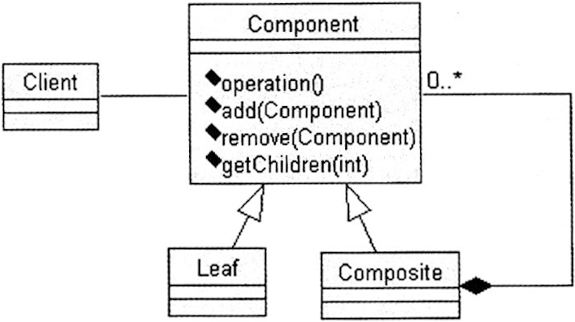 Component
Client
operation()
0..*
add(Component)
remove(Component)
getChildren(int)
Leaf
Composite